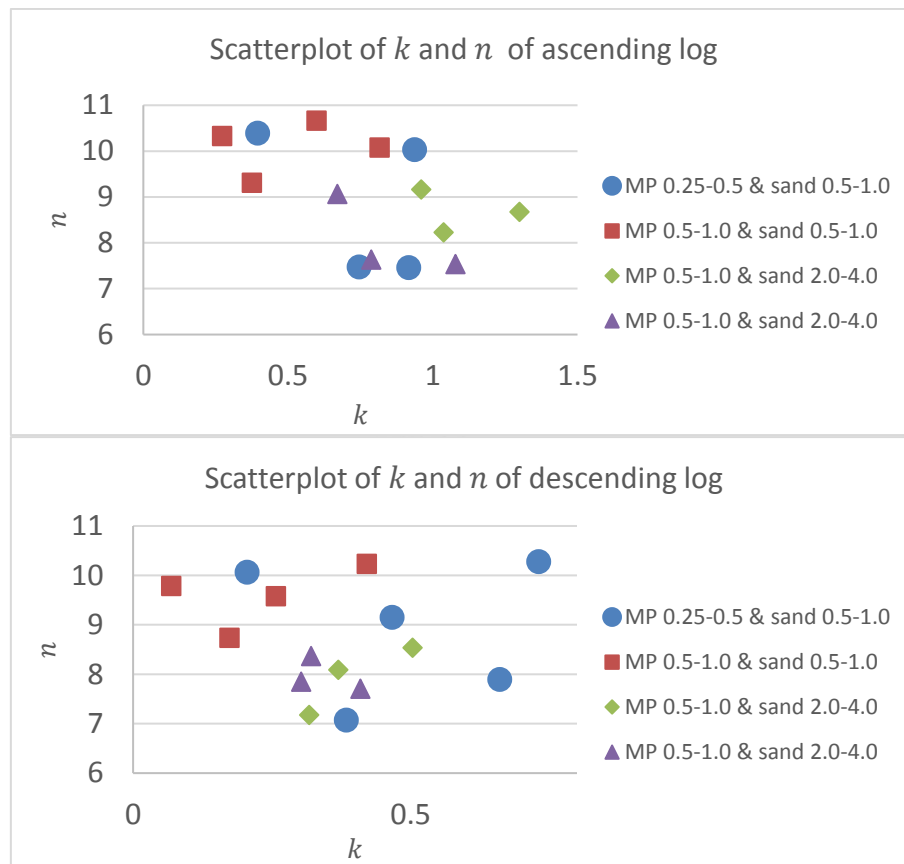 Scatterplot of k and n of ascending log
11
10
9
8
7
6
n
0 0.5 1 1.5
k
MP 0.25-0.5 & sand 0.5-1.0
MP 0.5-1.0 & sand 0.5-1.0
MP 0.5-1.0 & sand 2.0-4.0
MP 0.5-1.0 & sand 2.0-4.0
Scatterplot of k and n of descending log
11
10
9
8
7
6
n
0 0.5
k
MP 0.25-0.5 & sand 0.5-1.0
MP 0.5-1.0 & sand 0.5-1.0
MP 0.5-1.0 & sand 2.0-4.0
MP 0.5-1.0 & sand 2.0-4.0